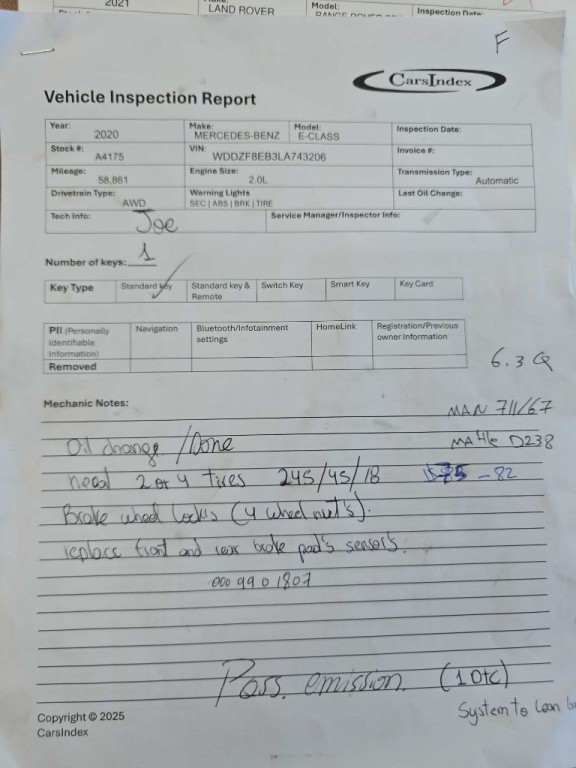 2021
LAND ROVER
Model:
Inspection Date:
F
CarsIndex
Vehicle Inspection Report
Year: 2020 Make: MERCEDES-BENZ Model: E-CLASS Inspection Date:
Stock #: A4175 VIN: WDDZF8EB3LA743206 Invoice #:
Mileage: 58,861 Engine Size: 2.0L Transmission Type: Automatic
Drivetrain Type: AWD Warning Lights SEC | ABS | BRK | TIRE Last Oil Change:
Tech Info: Joe Service Manager/Inspector Info:
Number of keys: 1
Key Type Standard key Standard key & Remote Switch Key Smart Key Key Card
PII (Personally Identifiable Information) Navigation Bluetooth/Infotainment settings HomeLink Registration/Previous owner Information
Removed
6.3 Q
Mechanic Notes:
MAN 711/67
Oil change / Done
D238
need 2 or 4 tires 245/45/18
- 82
Broke wheel Locks (4 wheel nut's).
replace front and rear brake pad's sensor's.
000 990 1807
Pass. emission.
System to Lean
Copyright © 2025
CarsIndex